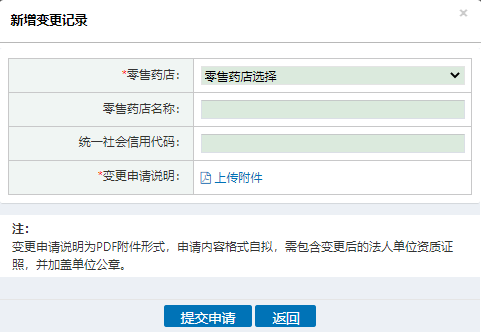 新增变更记录
×
*零售药店：
零售药店选择
零售药店名称：
统一社会信用代码：
*变更申请说明：
上传附件
注：
变更申请说明为PDF附件形式，申请内容格式自拟，需包含变更后的法人单位资质证
照，并加盖单位公章。
提交申请
返回